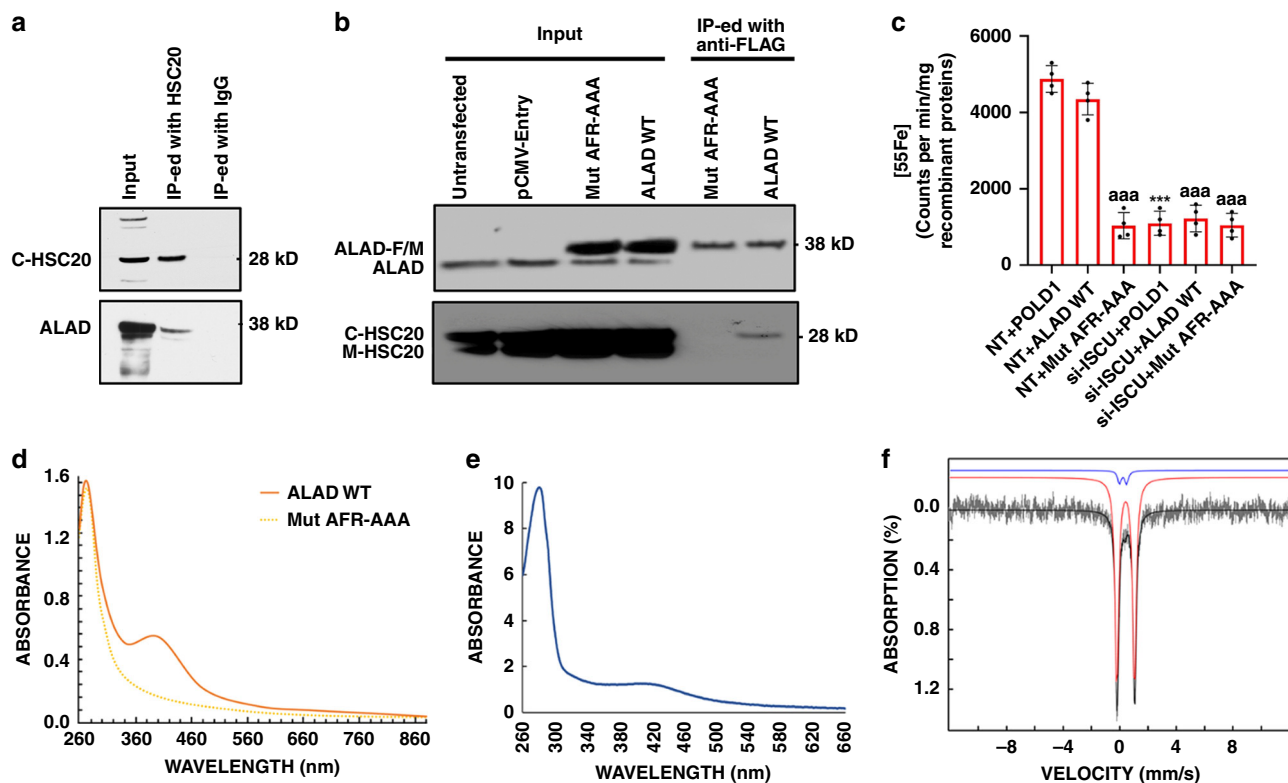 a
Input
IP-ed with HSC20
IP-ed with IgG
C-HSC20
28 kD
ALAD
38 kD
b
Input
IP-ed with
anti-FLAG
Untransfected
pCMV-Entry
Mut AFR-AAA
ALAD WT
Mut AFR-AAA
ALAD WT
ALAD-F/M
ALAD
38 kD
C-HSC20
M-HSC20
28 kD
c
[55Fe]
(Counts per min/mg
recombinant proteins)
6000
4000
2000
0
aaa
***
aaa
aaa
NT+POLD1
NT+ALAD WT
NT+Mut AFR-AAA
si-ISCU+POLD1
si-ISCU+ALAD WT
si-ISCU+Mut AFR-AAA
d
ABSORBANCE
1.6
1.2
0.8
0.4
0.0
ALAD WT
Mut AFR-AAA
260 360 460 560 660 760 860
WAVELENGTH (nm)
e
ABSORBANCE
10
8
6
4
2
0
260 300 340 380 420 460 500 540 580 620 660
WAVELENGTH (nm)
f
ABSORPTION (%)
0.0
0.4
0.8
1.2
−8 −4 0 4 8
VELOCITY (mm/s)